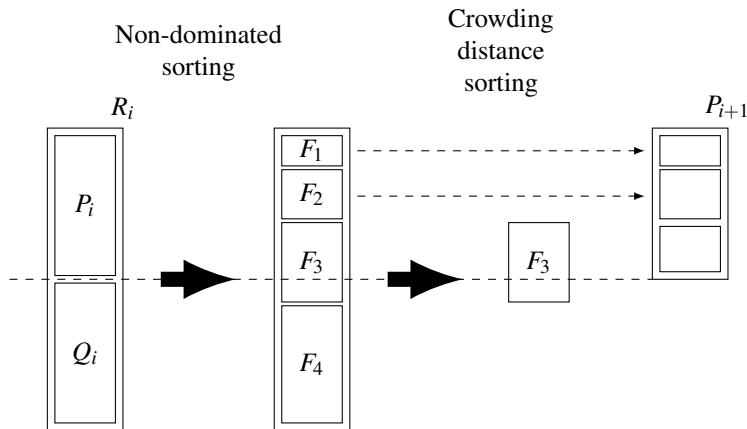 Non-dominated
sorting
Crowding
distance
sorting
R_i
P_{i+1}
P_i
Q_i
F_1
F_2
F_3
F_4
F_3